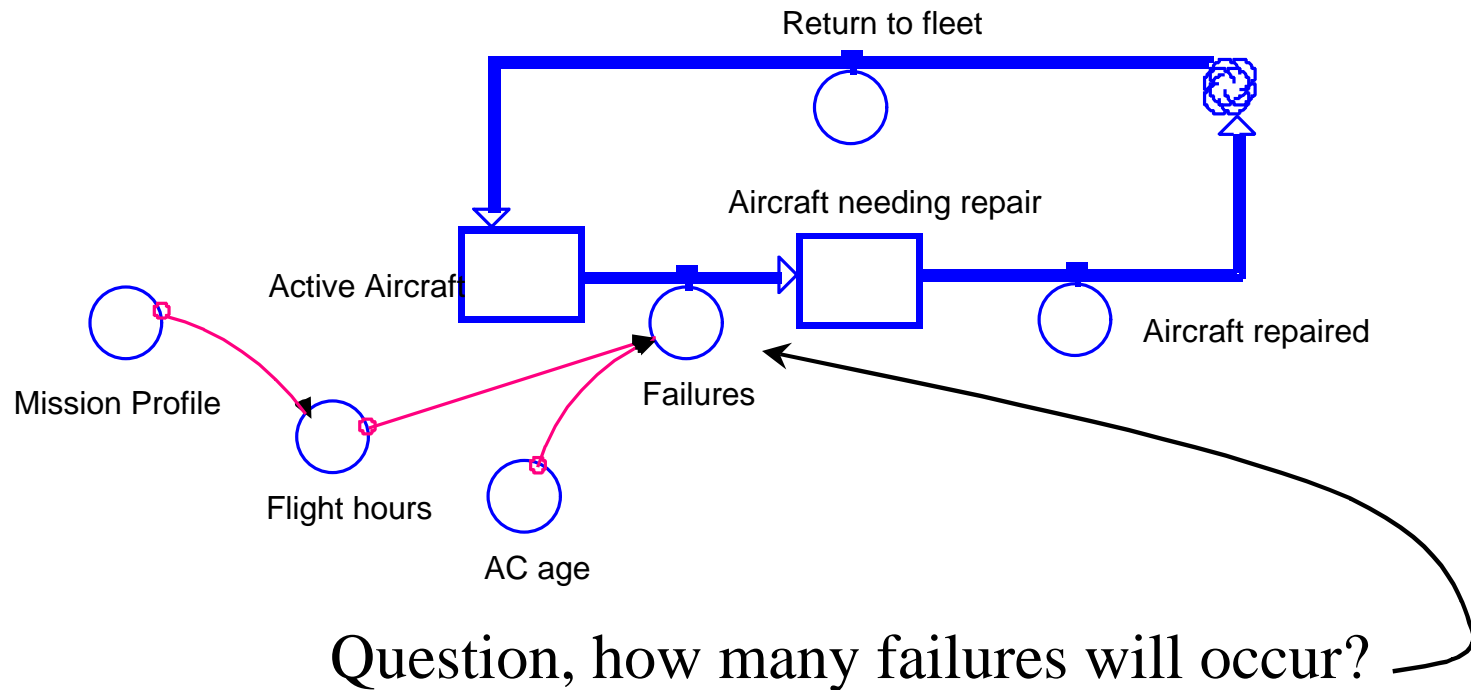 Return to fleet
Aircraft needing repair
Active Aircraft
Aircraft repaired
Mission Profile
Failures
Flight hours
AC age
Question, how many failures will occur?